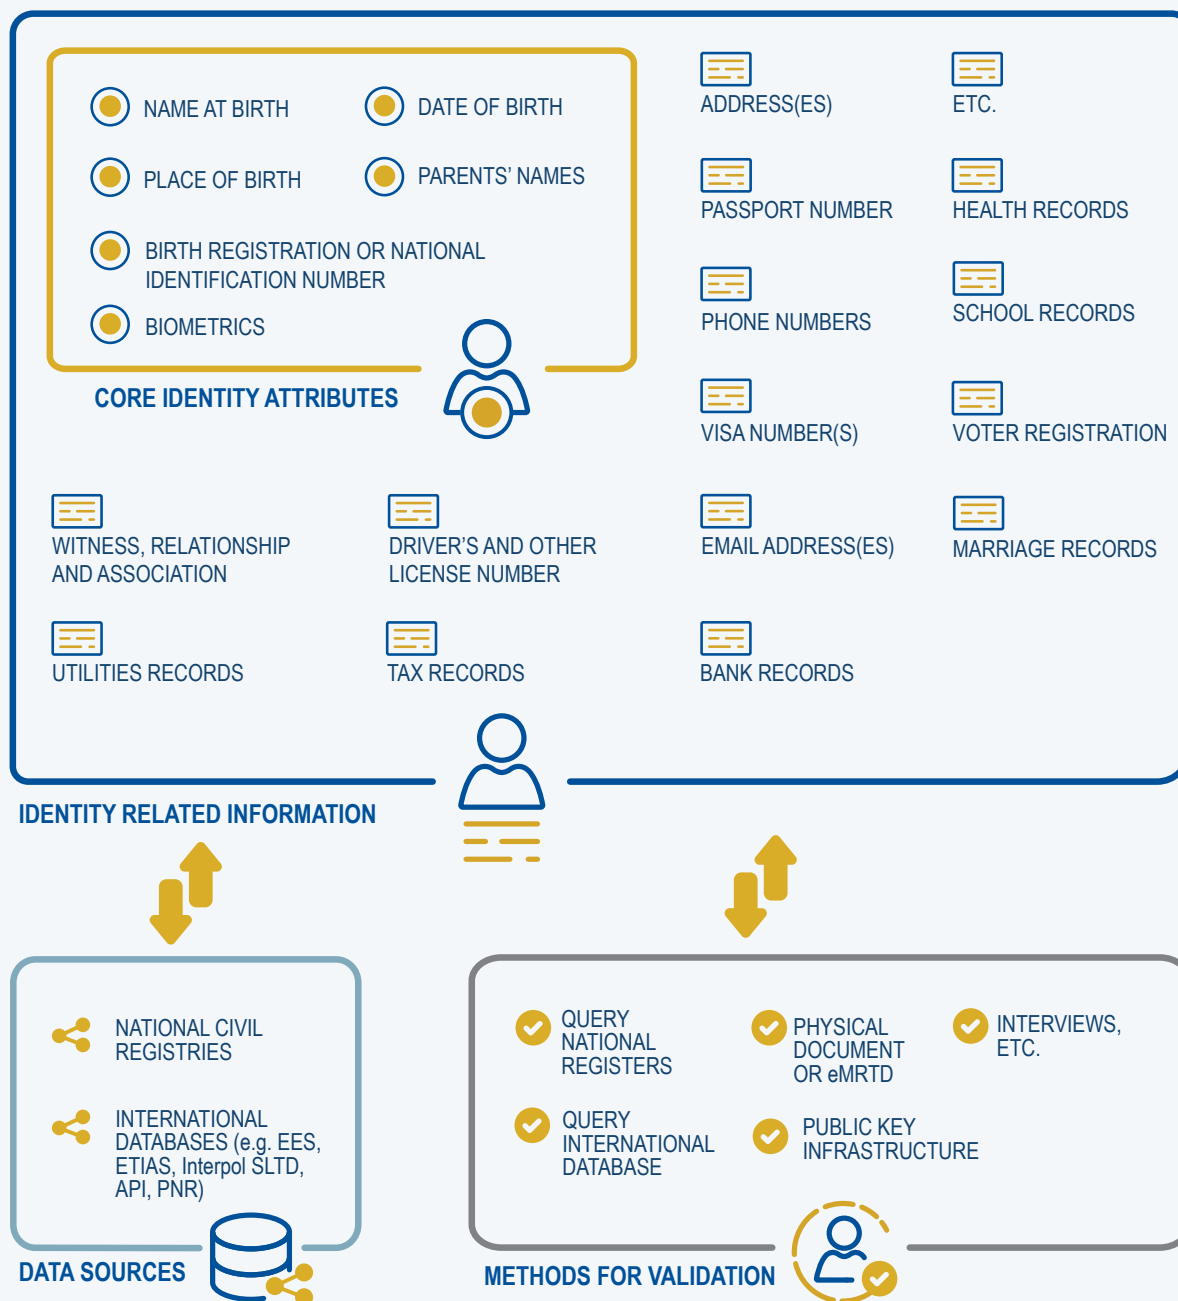 NAME AT BIRTH
DATE OF BIRTH
PLACE OF BIRTH
PARENTS' NAMES
BIRTH REGISTRATION OR NATIONAL
IDENTIFICATION NUMBER
BIOMETRICS
CORE IDENTITY ATTRIBUTES
ADDRESS(ES)
ETC.
PASSPORT NUMBER
HEALTH RECORDS
PHONE NUMBERS
SCHOOL RECORDS
VISA NUMBER(S)
VOTER REGISTRATION
WITNESS, RELATIONSHIP
AND ASSOCIATION
DRIVER'S AND OTHER
LICENSE NUMBER
EMAIL ADDRESS(ES)
MARRIAGE RECORDS
UTILITIES RECORDS
TAX RECORDS
BANK RECORDS
IDENTITY RELATED INFORMATION
NATIONAL CIVIL
REGISTRIES
INTERNATIONAL
DATABASES (e.g. EES,
ETIAS, Interpol SLTD,
API, PNR)
DATA SOURCES
QUERY
NATIONAL
REGISTERS
PHYSICAL
DOCUMENT
OR eMRTD
INTERVIEWS,
ETC.
QUERY
INTERNATIONAL
DATABASE
PUBLIC KEY
INFRASTRUCTURE
METHODS FOR VALIDATION